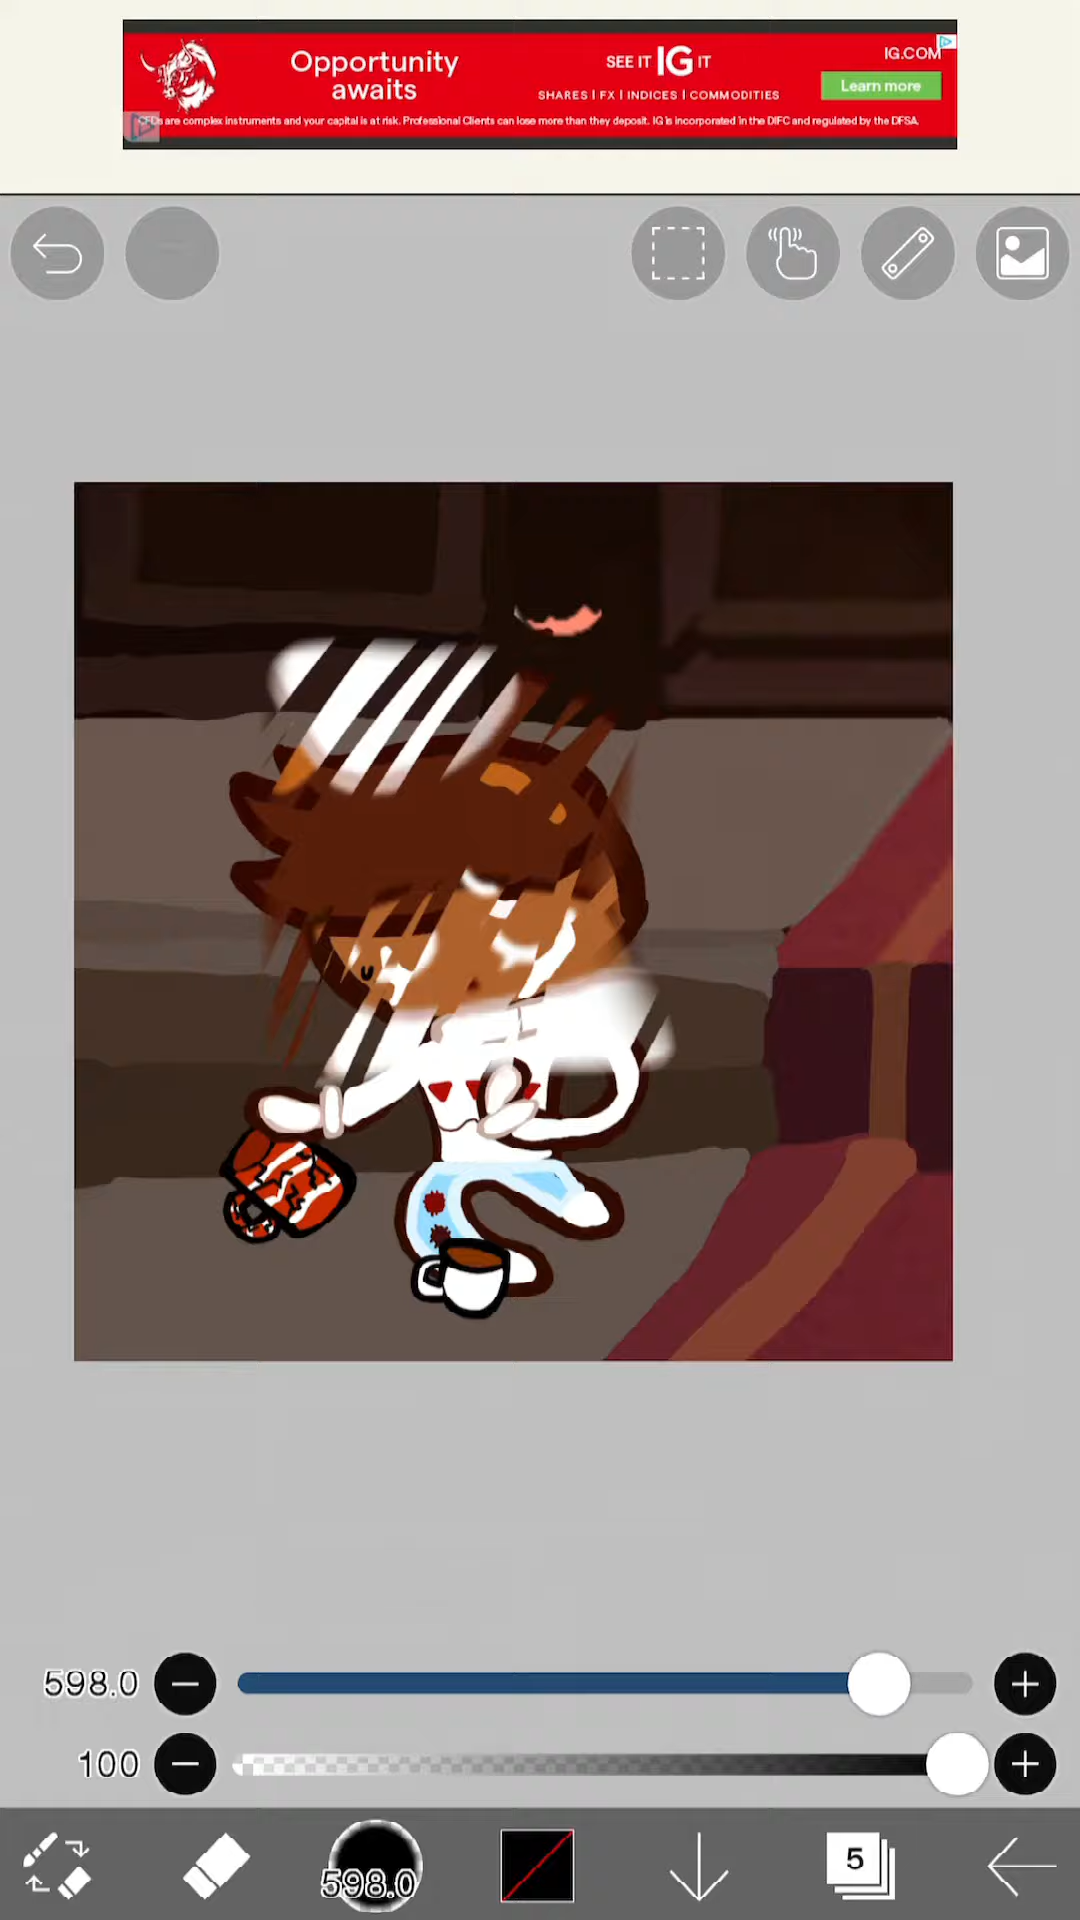 Opportunity
awaits
SEE IT IG IT
SHARES | FX | INDICES | COMMODITIES
IG.COM
Learn more
CFDs are complex instruments and your capital is at risk. Professional Clients can lose more than they deposit. IG is incorporated in the DIFC and regulated by the DFSA.
598.0
100
598.0
5